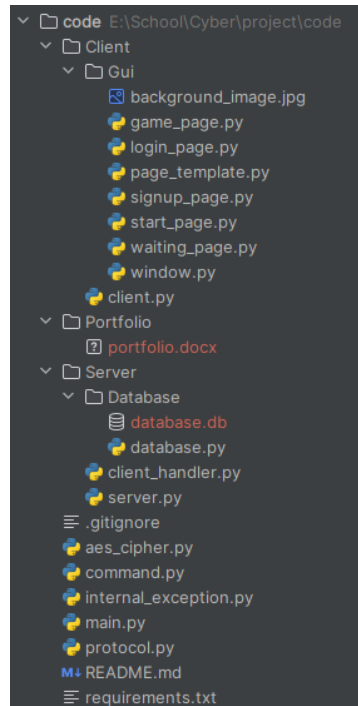 code E:\School\Cyber\project\code
Client
Gui
background_image.jpg
game_page.py
login_page.py
page_template.py
signup_page.py
start_page.py
waiting_page.py
window.py
client.py
Portfolio
? portfolio.docx
Server
Database
database.db
database.py
client_handler.py
server.py
.gitignore
aes_cipher.py
command.py
internal_exception.py
main.py
protocol.py
M↓ README.md
requirements.txt